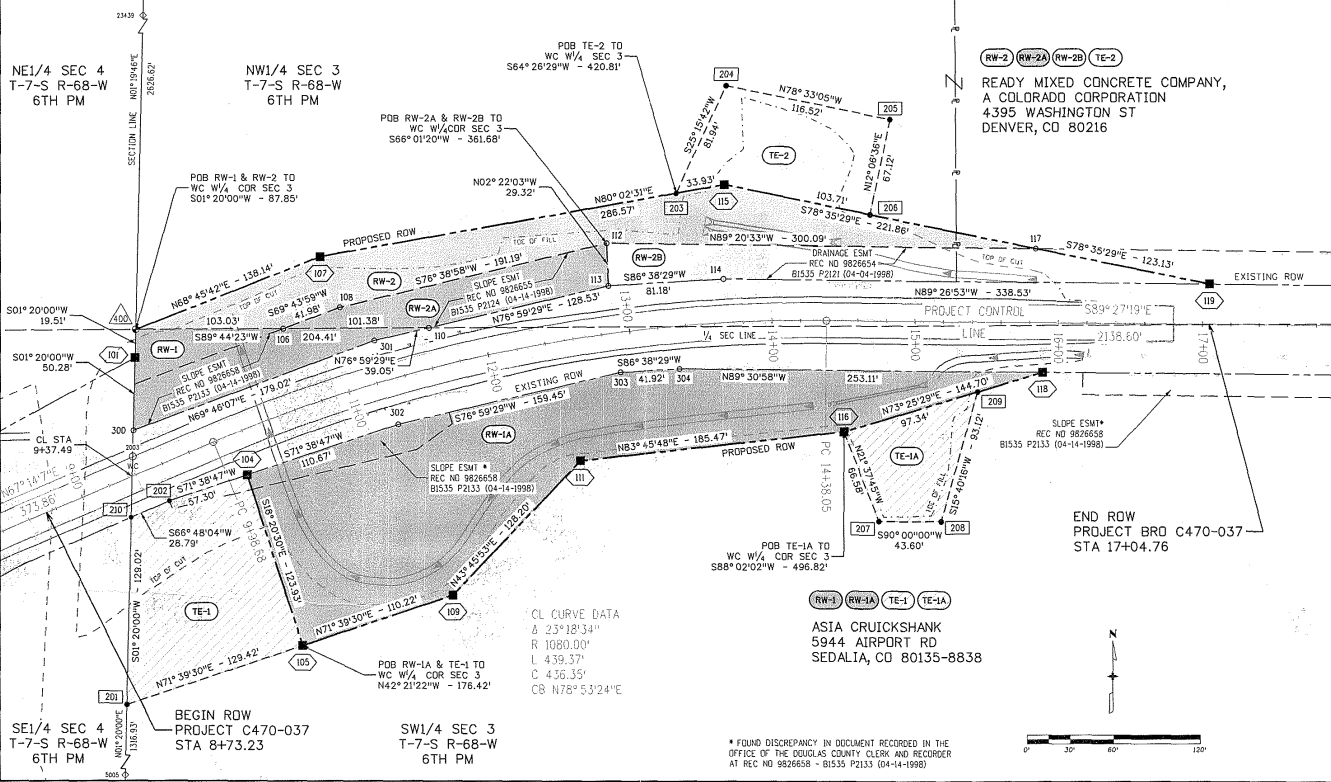 23439
NE1/4 SEC 4
T-7-S R-68-W
6TH PM
SECTION LINE N01°19'46"E
2626.62'
NW1/4 SEC 3
T-7-S R-68-W
6TH PM
POB TE-2 TO
WC W1/4 SEC 3
S64°26'29"W - 420.81'
204
N78°33'05"W
116.52'
205
S25°15'42"W
81.94'
TE-2
N12°06'36"E
67.12'
RW-2 RW-2A RW-2B TE-2
READY MIXED CONCRETE COMPANY,
A COLORADO CORPORATION
4395 WASHINGTON ST
DENVER, CO 80216
POB RW-2A & RW-2B TO
WC W1/4COR SEC 3
S66°01'20"W - 361.68'
POB RW-1 & RW-2 TO
WC W1/4 COR SEC 3
S01°20'00"W - 87.85'
N02°22'03"W
29.32'
N80°02'31"E
286.57'
33.93'
203
115
103.71'
S78°35'29"E
221.86'
206
PROPOSED ROW
TOE OF FILL
112
RW-2B
N89°20'33"W - 300.09'
DRAINAGE ESMT
REC NO 9826654
B1535 P2121 (04-04-1998)
TOP OF CUT
117
S78°35'29"E
123.13'
EXISTING ROW
119
N68°45'42"E - 138.14'
107
TOP OF CUT
RW-2
S76°38'58"W - 191.19'
SLOPE ESMT
REC NO 9826655
B1535 P2124 (04-14-1998)
113
S86°38'29"W
81.18'
114
N89°26'53"W - 338.53'
S01°20'00"W
19.51'
400
103.03'
S69°43'59"W
41.98'
108
101.38'
RW-2A
N76°59'29"E - 128.53'
13+00
PROJECT CONTROL
LINE
S89°27'19"E
2138.60'
101
RW-1
S89°44'23"W
204.41'
106
110
1/4 SEC LINE
14+00
15+00
16+00
17+00
S01°20'00"W
50.28'
SLOPE ESMT
REC NO 9826658
B1535 P2133 (04-14-1998)
301
N76°59'29"E
39.05'
12+00
S86°38'29"W
303
41.92'
304
N89°30'58"W
253.11'
118
N69°46'07"E - 179.02'
11+00
EXISTING ROW
N73°25'29"E - 144.70'
97.34'
209
300
302
S76°59'29"W - 159.45'
RW-1A
116
CL STA
9+37.49
2003
WC
S71°38'47"W
110.67'
N83°45'48"E - 185.47'
PROPOSED ROW
SLOPE ESMT*
REC NO 9826658
B1535 P2133 (04-14-1998)
N67°14'7"E
373.86'
9+00
104
SLOPE ESMT *
REC NO 9826658
B1535 P2133 (04-14-1998)
111
TE-1A
N21°37'45"W
66.58'
TOE OF FILL
S15°40'16"W - 93.12'
202
S71°38'47"W
57.30'
PC 9+98.68
PC 14+38.05
210
S66°48'04"W
28.79'
207
208
S90°00'00"W
43.60'
END ROW
PROJECT BRO C470-037
STA 17+04.76
TOP OF CUT
S01°20'00"W - 129.02'
S18°20'30"E - 123.93'
N43°45'53"E - 128.20'
POB TE-1A TO
WC W1/4 COR SEC 3
S88°02'02"W - 496.82'
TE-1
N71°39'30"E - 110.22'
109
RW-1 RW-1A TE-1 TE-1A
ASIA CRUICKSHANK
5944 AIRPORT RD
SEDALIA, CO 80135-8838
CL CURVE DATA
Δ 23°18'34"
R 1080.00'
L 439.37'
C 436.35'
CB N78°53'24"E
N71°39'30"E - 129.42'
105
POB RW-1A & TE-1 TO
WC W1/4 COR SEC 3
N42°21'22"W - 176.42'
N
201
BEGIN ROW
PROJECT C470-037
STA 8+73.23
SE1/4 SEC 4
T-7-S R-68-W
6TH PM
N01°20'00"E
1316.93'
5005
SW1/4 SEC 3
T-7-S R-68-W
6TH PM
* FOUND DISCREPANCY IN DOCUMENT RECORDED IN THE
OFFICE OF THE DOUGLAS COUNTY CLERK AND RECORDER
AT REC NO 9826658 - B1535 P2133 (04-14-1998)
0' 30' 60' 120'